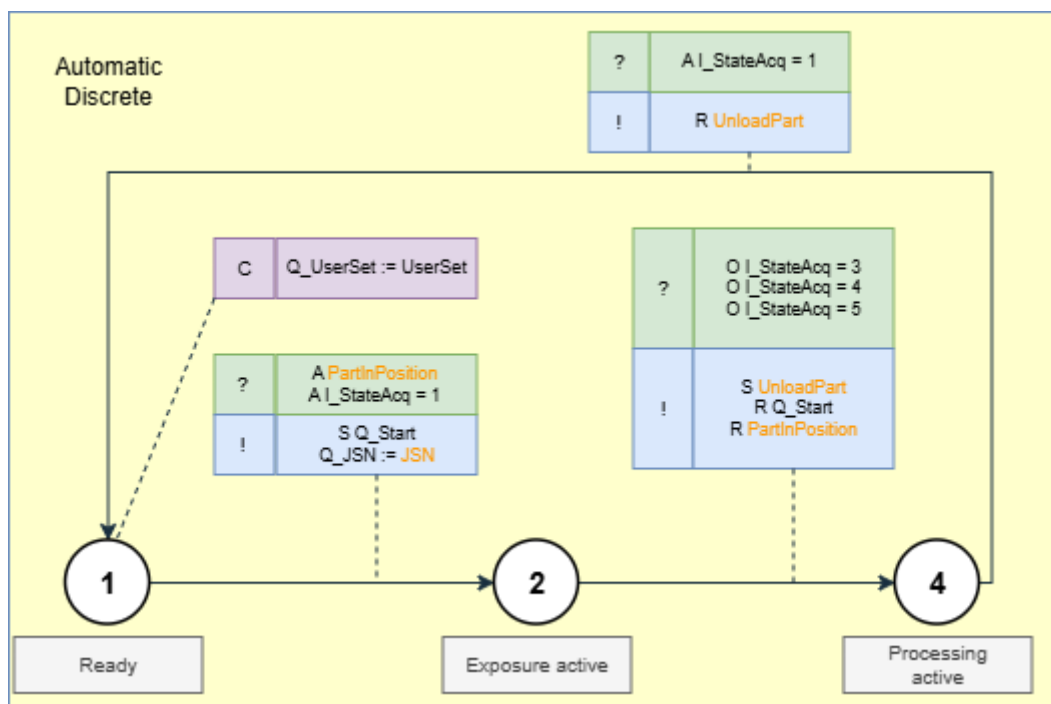 Automatic
Discrete
? A I_StateAcq = 1
! R UnloadPart
C Q_UserSet := UserSet
? A PartInPosition
A I_StateAcq = 1
! S Q_Start
Q_JSN := JSN
? O I_StateAcq = 3
O I_StateAcq = 4
O I_StateAcq = 5
! S UnloadPart
R Q_Start
R PartInPosition
1
2
4
Ready
Exposure active
Processing
active